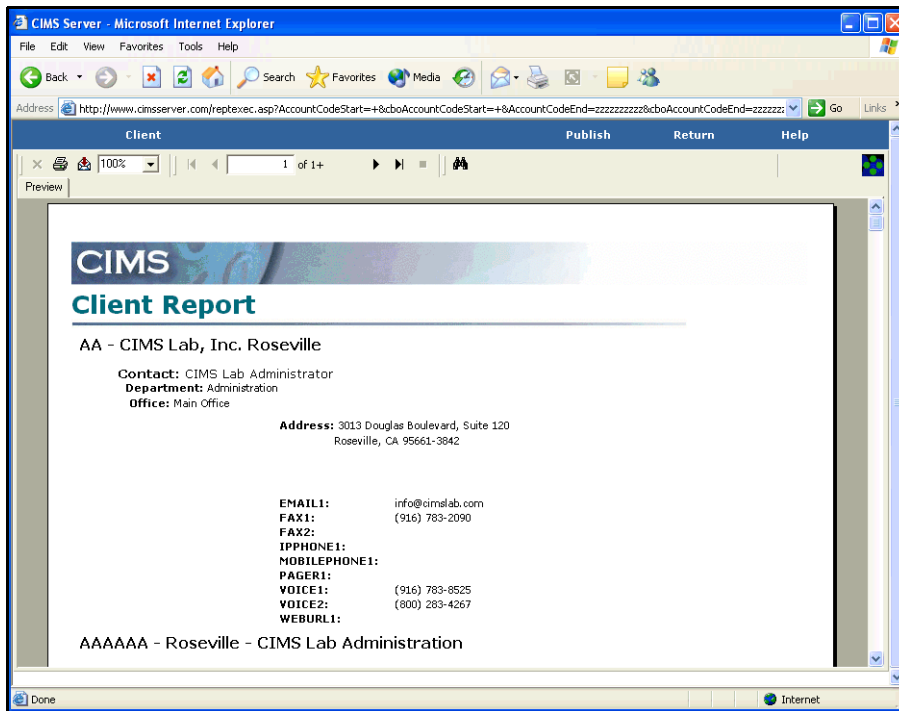 CIMS Server - Microsoft Internet Explorer
File Edit View Favorites Tools Help
Back Search Favorites Media
Address http://www.cimsserver.com/reptexec.asp?AccountCodeStart=+&cboAccountCodeStart=+&AccountCodeEnd=zzzzzzzzzz&cboAccountCodeEnd=zzzzzz Go Links
Client Publish Return Help
100% 1 of 1+
Preview
CIMS
Client Report
AA - CIMS Lab, Inc. Roseville
Contact: CIMS Lab Administrator
Department: Administration
Office: Main Office
Address: 3013 Douglas Boulevard, Suite 120
Roseville, CA 95661-3842
EMAIL1: info@cimslab.com
FAX1: (916) 783-2090
FAX2:
IPPHONE1:
MOBILEPHONE1:
PAGER1:
VOICE1: (916) 783-8525
VOICE2: (800) 283-4267
WEBURL1:
AAAAAA - Roseville - CIMS Lab Administration
Done Internet